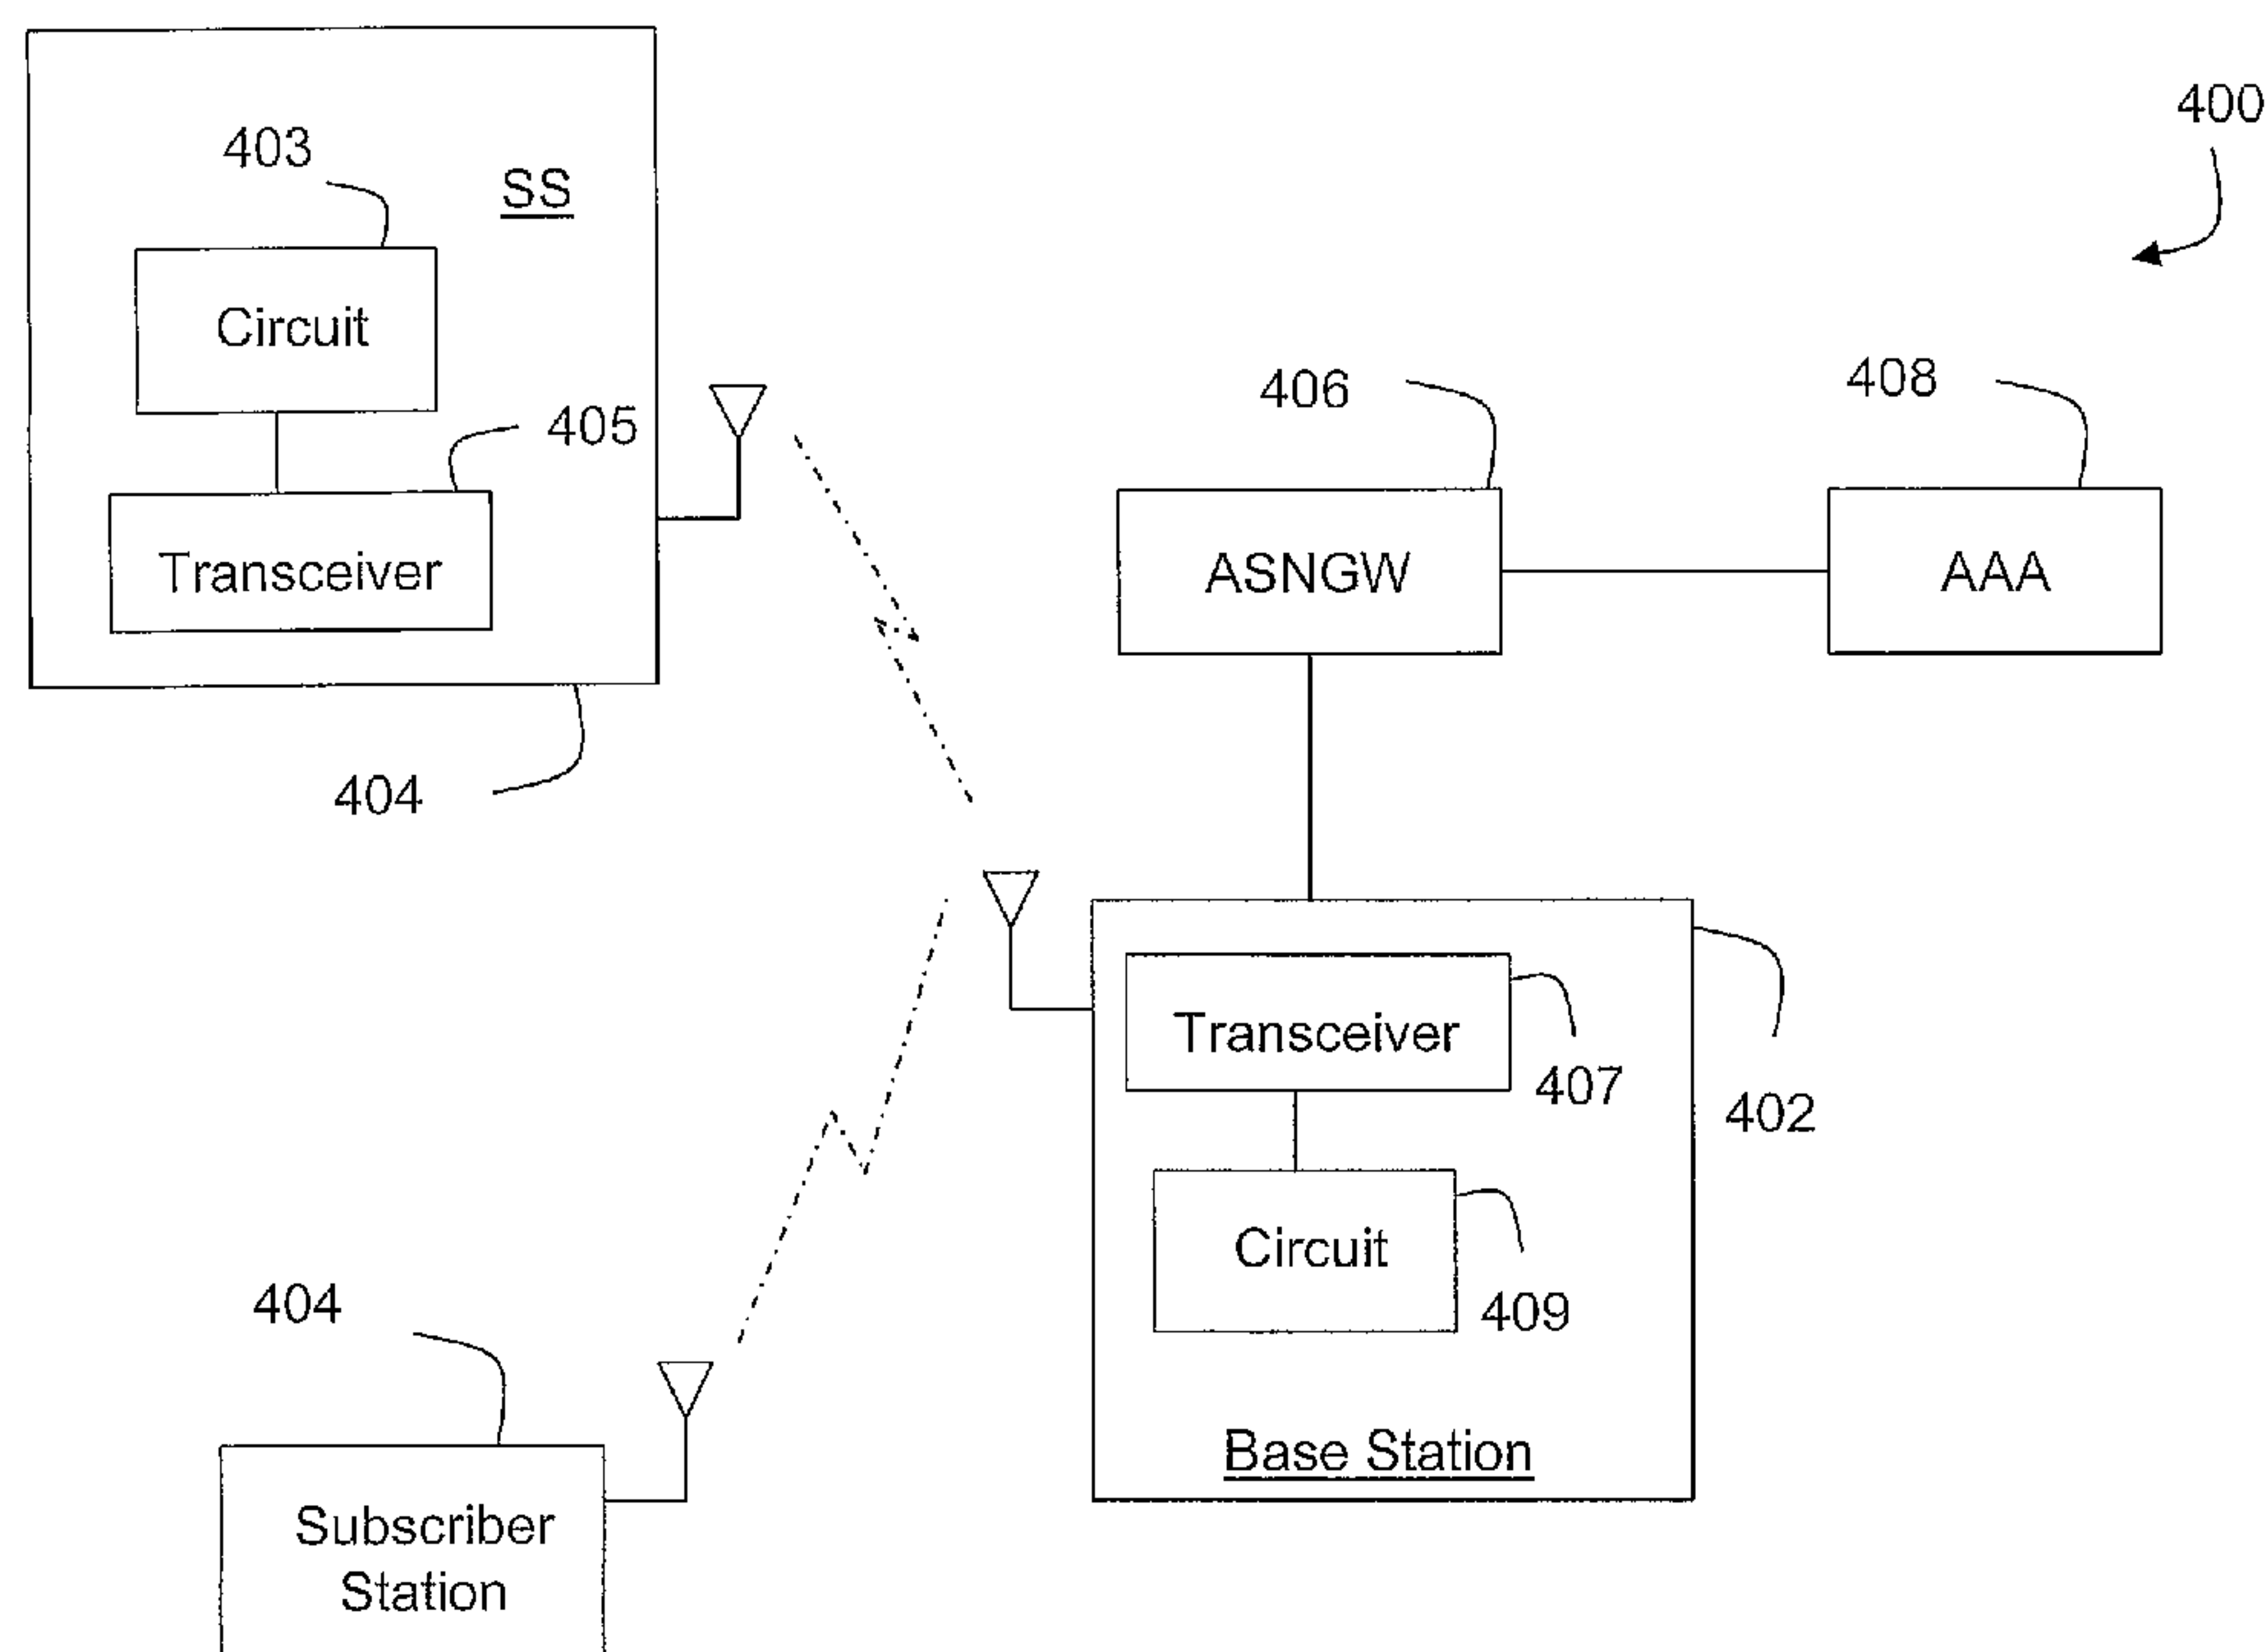 400
403
SS
Circuit
405
Transceiver
404
406
408
ASNGW
AAA
Transceiver
407
402
Circuit
409
Base Station
404
Subscriber
Station